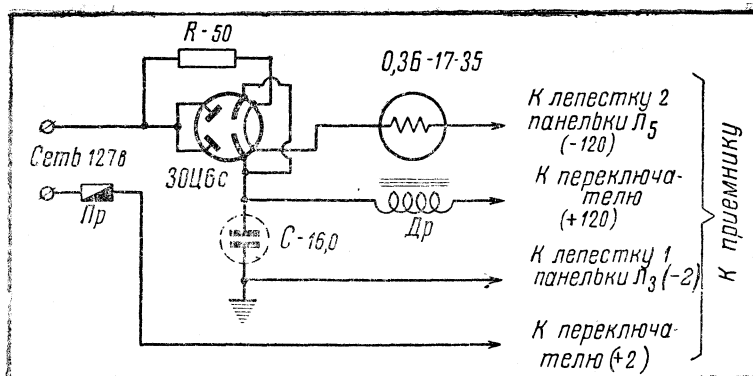 R-50
0,3Б-17-35
К лепестку 2
панельки Л5
(-120)
Сеть 127в
30Ц6с
К переключа-
телю
(+120)
Пр
Др
С-16,0
К лепестку 1
панельки Л3 (-2)
К переключа-
телю (+2)
К приемнику